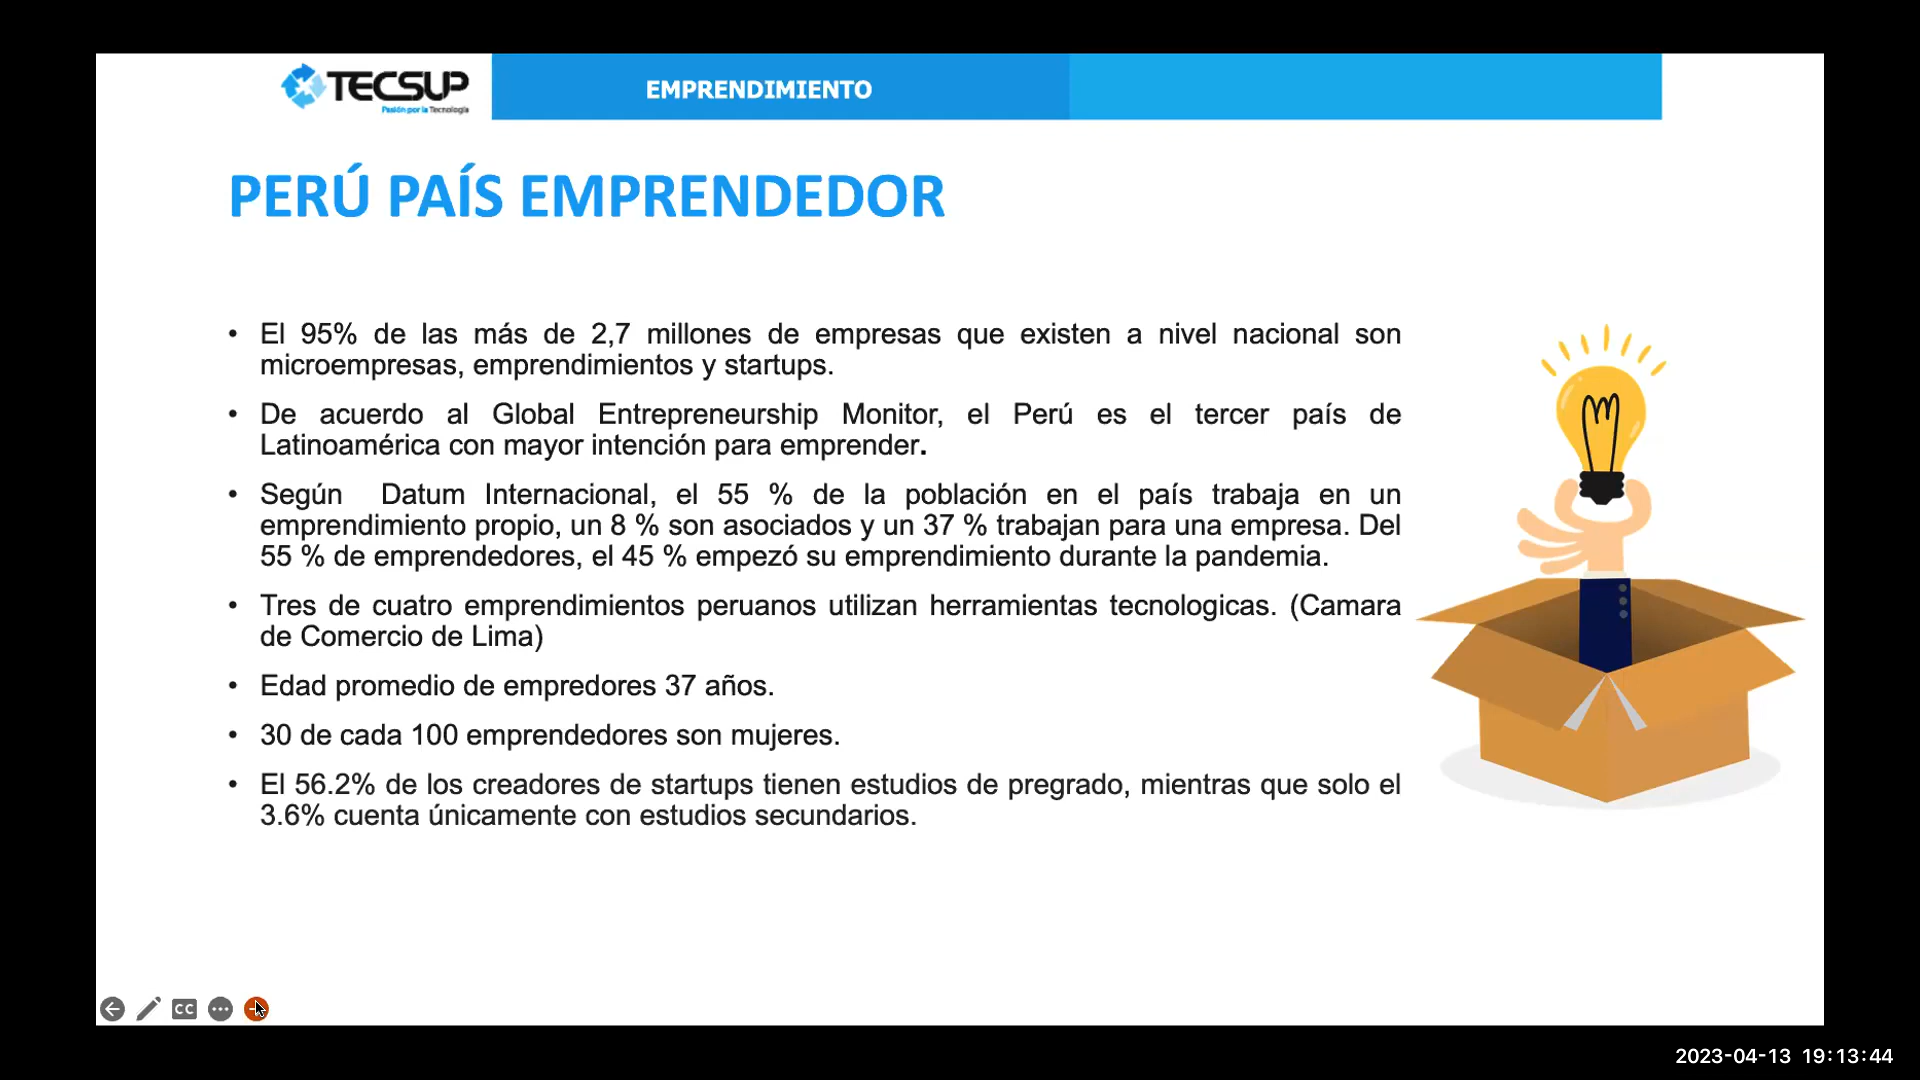 TECSUP
Pasión por la Tecnología
EMPRENDIMIENTO
PERÚ PAÍS EMPRENDEDOR
• El 95% de las más de 2,7 millones de empresas que existen a nivel nacional son
microempresas, emprendimientos y startups.
• De acuerdo al Global Entrepreneurship Monitor, el Perú es el tercer país de
Latinoamérica con mayor intención para emprender.
• Según Datum Internacional, el 55 % de la población en el país trabaja en un
emprendimiento propio, un 8 % son asociados y un 37 % trabajan para una empresa. Del
55 % de emprendedores, el 45 % empezó su emprendimiento durante la pandemia.
• Tres de cuatro emprendimientos peruanos utilizan herramientas tecnologicas. (Camara
de Comercio de Lima)
• Edad promedio de empredores 37 años.
• 30 de cada 100 emprendedores son mujeres.
• El 56.2% de los creadores de startups tienen estudios de pregrado, mientras que solo el
3.6% cuenta únicamente con estudios secundarios.
CC
2023-04-13 19:13:44